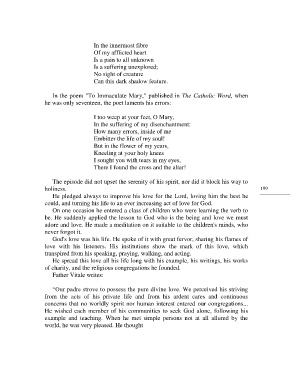 In the innermost fibre
Of my afflicted heart
Is a pain to all unknown
Is a suffering unexplored;
No sight of creature
Can this dark shadow feature.
In the poem "To Immaculate Mary," published in The Catholic Word, when
he was only seventeen, the poet laments his errors:
I too weep at your feet, O Mary,
In the suffering of my disenchantment:
How many errors, inside of me
Embitter the life of my soul!
But in the flower of my years,
Kneeling at your holy knees
I sought you with tears in my eyes,
There I found the cross and the altar!
The episode did not upset the serenity of his spirit, nor did it block his way to
holiness.
199
He pledged always to improve his love for the Lord, loving him the best he
could, and turning his life to an ever increasing act of love for God.
On one occasion he entered a class of children who were learning the verb to
be. He suddenly applied the lesson to God who is the being and love we must
adore and love. He made a meditation on it suitable to the children's minds, who
never forgot it.
God's love was his life. He spoke of it with great fervor, sharing his flames of
love with his listeners. His institutions show the mark of this love, which
transpired from his speaking, praying, walking, and acting.
He spread this love all his life long with his example, his writings, his works
of charity, and the religious congregations he founded.
Father Vitale writes:
"Our padre strove to possess the pure divine love. We perceived his striving
from the acts of his private life and from his ardent cares and continuous
concerns that no worldly spirit nor human interest entered our congregations...
He wished each member of his communities to seek God alone, following his
example and teaching. When he met simple persons not at all allured by the
world, he was very pleased. He thought